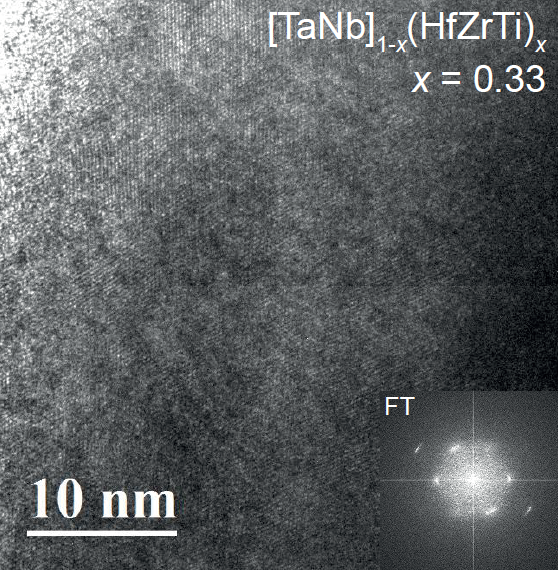 [TaNb]1-x(HfZrTi)x
x = 0.33
FT
10 nm